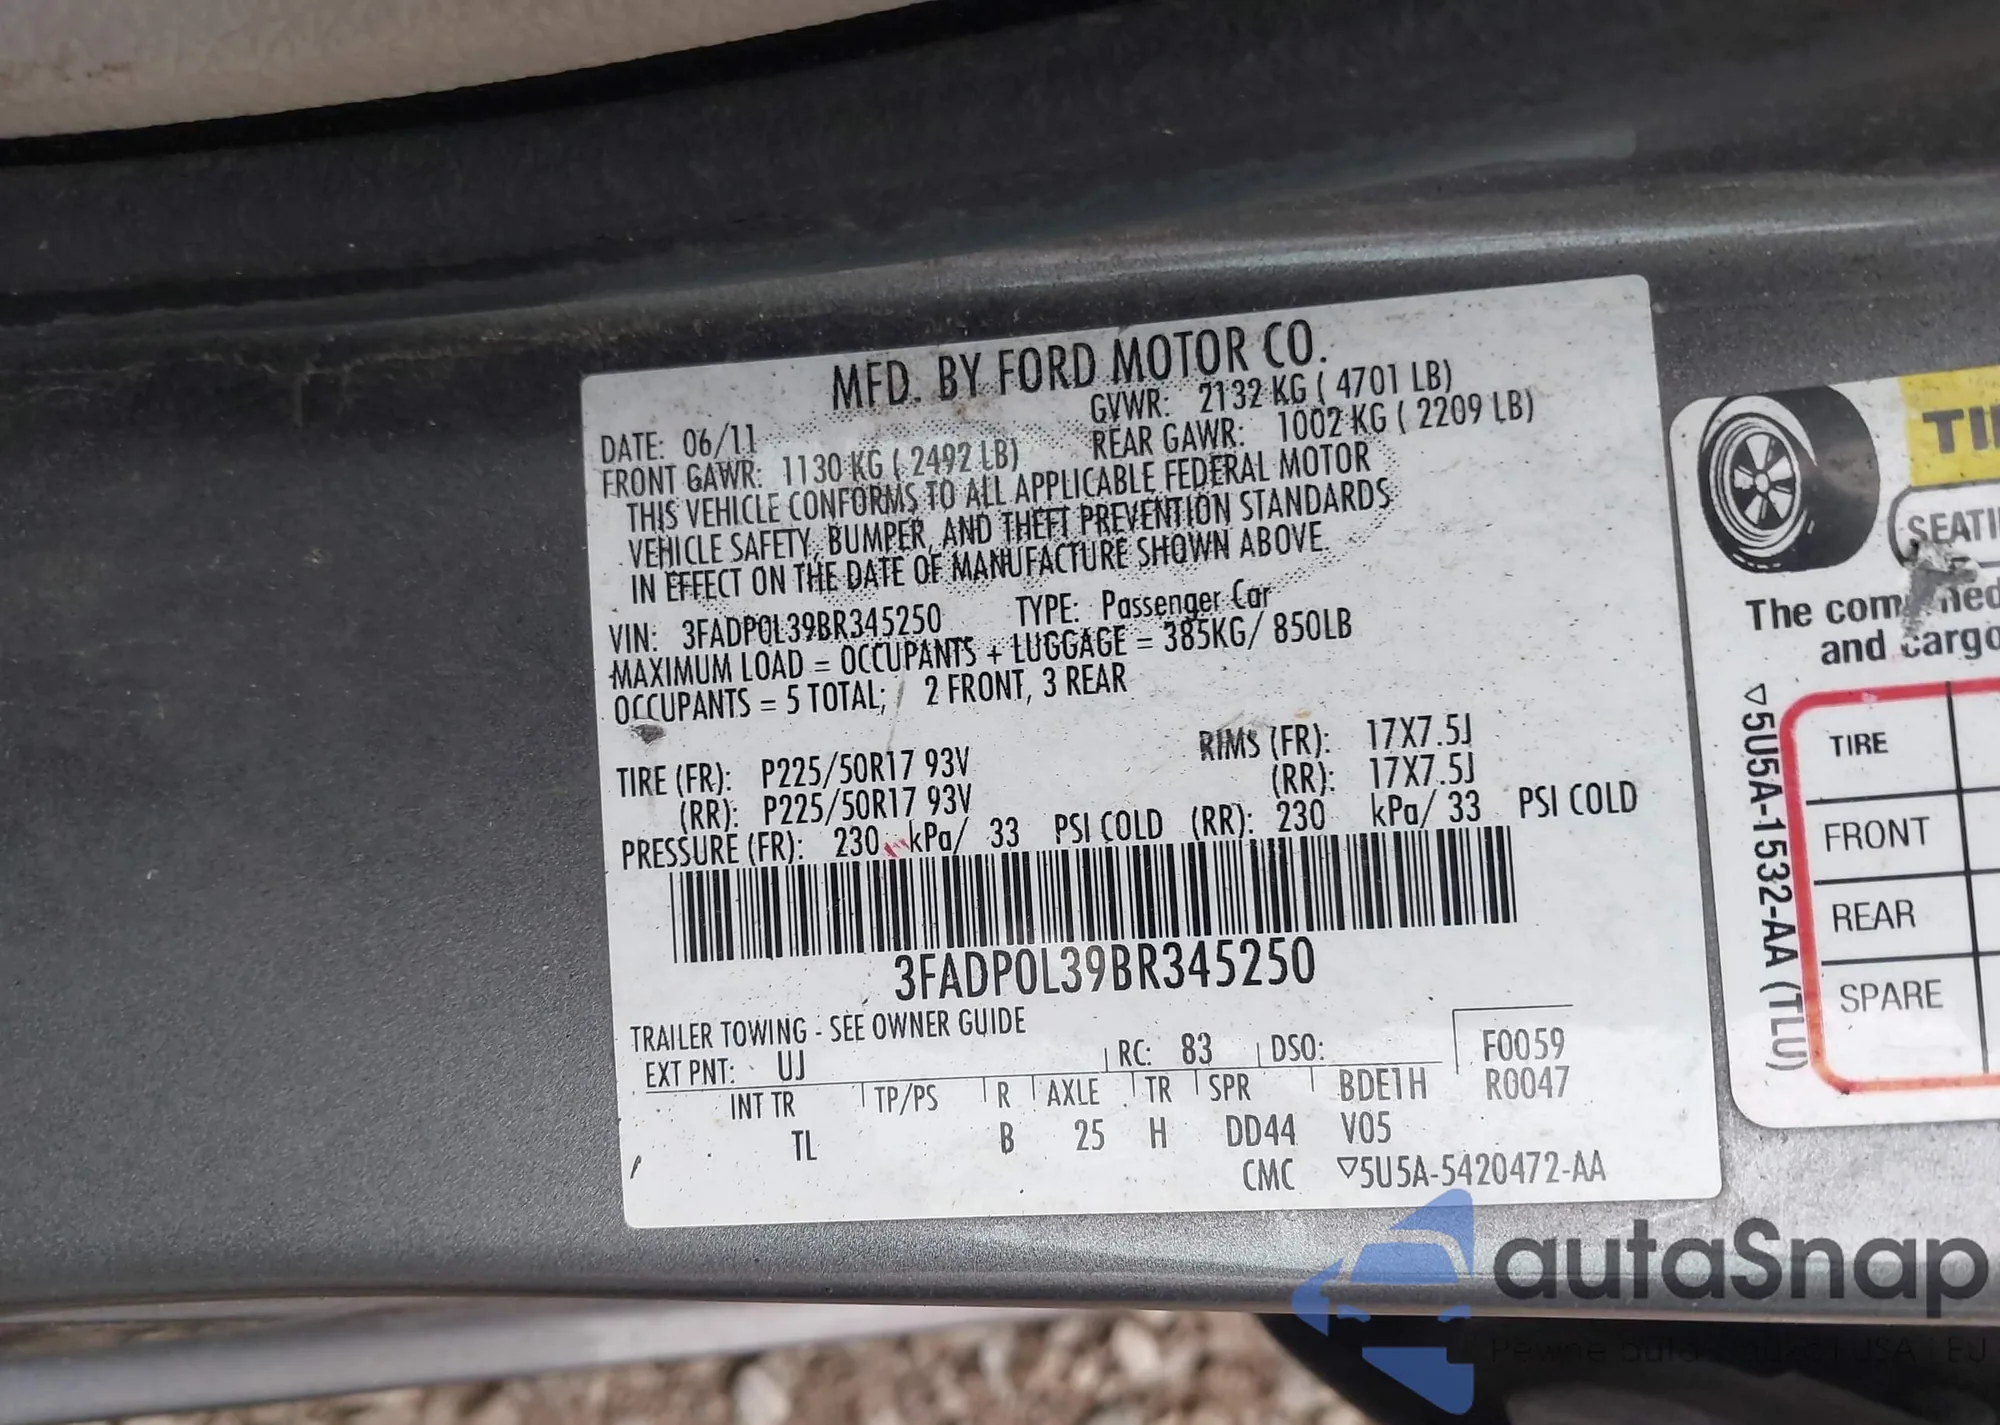 MFD. BY FORD MOTOR CO.
DATE: 06/11 GVWR: 2132 KG ( 4701 LB)
FRONT GAWR: 1130 KG ( 2492 LB) REAR GAWR: 1002 KG ( 2209 LB)
THIS VEHICLE CONFORMS TO ALL APPLICABLE FEDERAL MOTOR
VEHICLE SAFETY, BUMPER, AND THEFT PREVENTION STANDARDS
IN EFFECT ON THE DATE OF MANUFACTURE SHOWN ABOVE.
VIN: 3FADP0L39BR345250 TYPE: Passenger Car
MAXIMUM LOAD = OCCUPANTS + LUGGAGE = 385KG/ 850LB
OCCUPANTS = 5 TOTAL; 2 FRONT, 3 REAR
TIRE (FR): P225/50R17 93V RIMS (FR): 17X7.5J
(RR): P225/50R17 93V (RR): 17X7.5J
PRESSURE (FR): 230 kPa/ 33 PSI COLD (RR): 230 kPa/ 33 PSI COLD
3FADP0L39BR345250
TRAILER TOWING - SEE OWNER GUIDE
EXT PNT: UJ RC: 83 DSO: F0059
INT TR TP/PS R AXLE TR SPR BDE1H R0047
TL B 25 H DD44 V05
CMC ▽5U5A-5420472-AA
SEATI
The
and cargo
▽5U5A-1532-AA (TLU)
TIRE
FRONT
REAR
SPARE
autaSnap